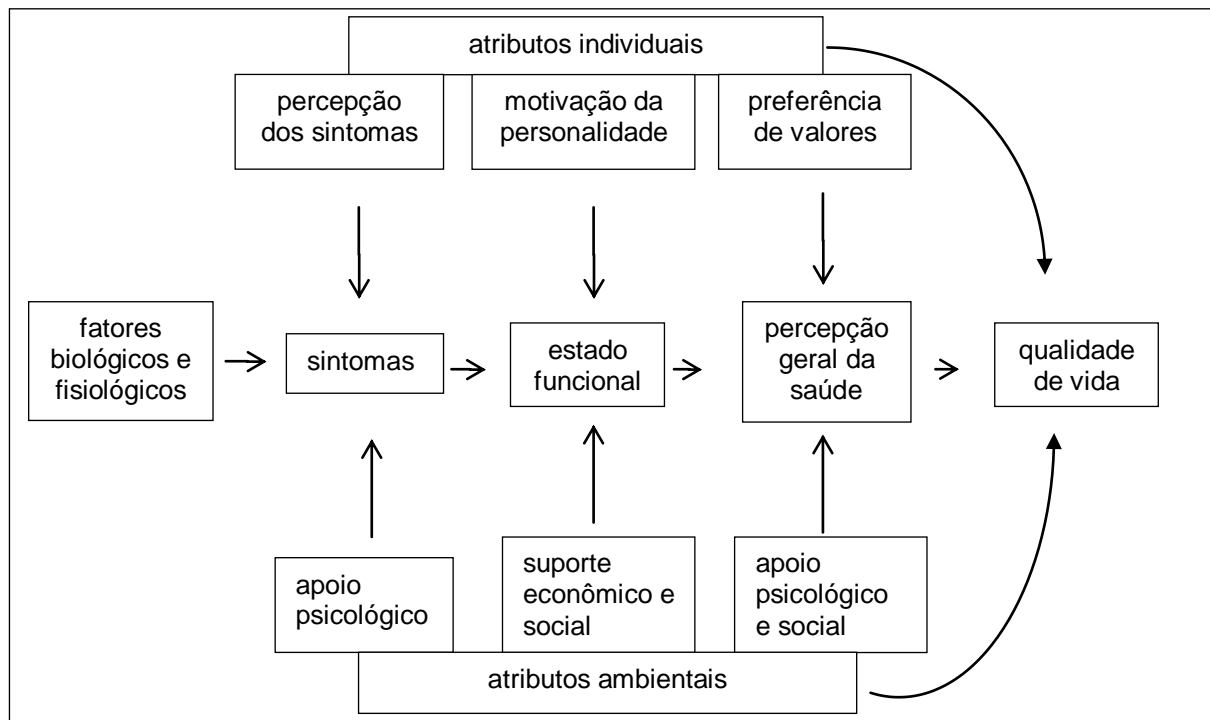 atributos individuais
percepção
dos sintomas
motivação da
personalidade
preferência
de valores
fatores
biológicos e
fisiológicos
sintomas
estado
funcional
percepção
geral da
saúde
qualidade
de vida
apoio
psicológico
suporte
econômico e
social
apoio
psicológico
e social
atributos ambientais